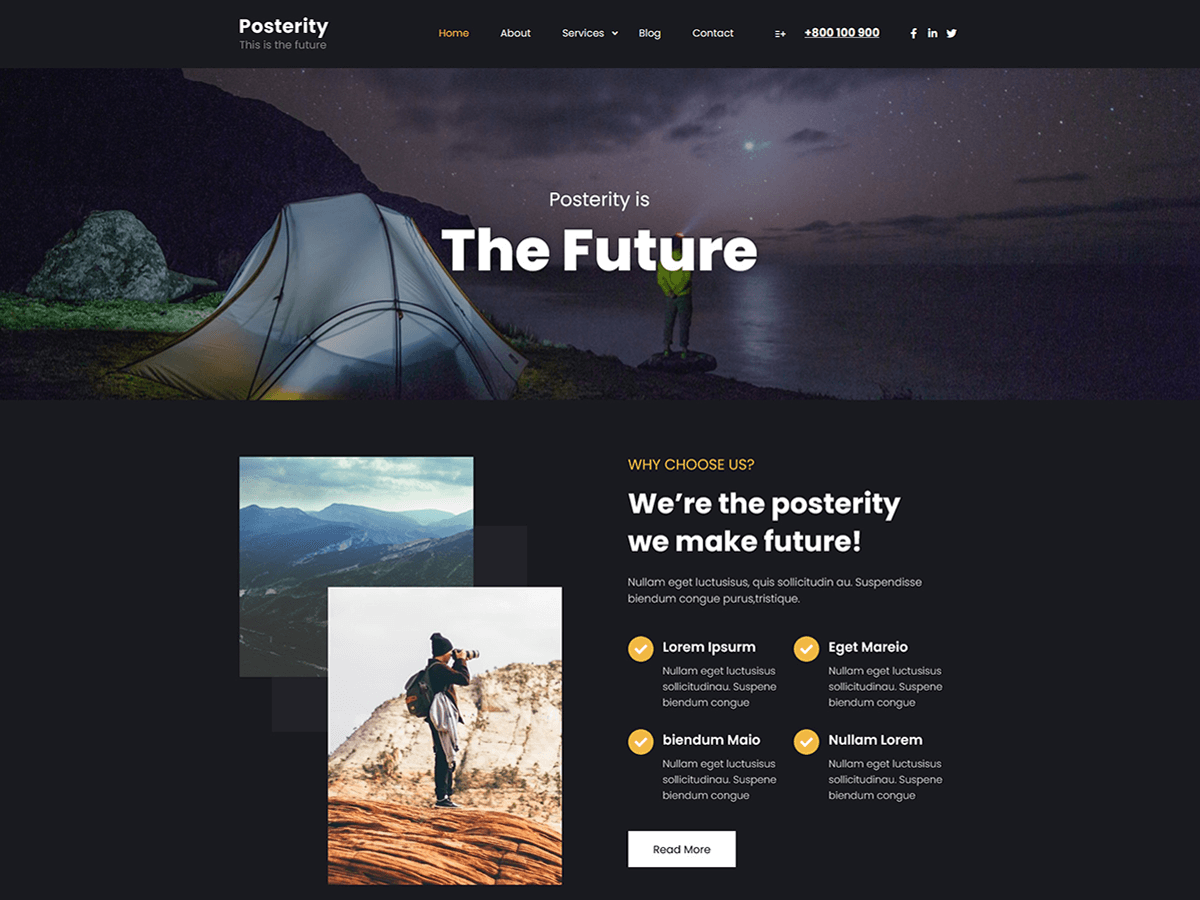 Posterity
This is the future
Home About Services Blog Contact +800 100 900
Posterity is
The Future
WHY CHOOSE US?
We're the posterity
we make future!
Nullam eget luctusisus, quis sollicitudin au. Suspendisse
biendum congue purus,tristique.
Lorem Ipsurm
Nullam eget luctusisus
sollicitudinau. Suspene
biendum congue
Eget Mareio
Nullam eget luctusisus
sollicitudinau. Suspene
biendum congue
biendum Maio
Nullam eget luctusisus
sollicitudinau. Suspene
biendum congue
Nullam Lorem
Nullam eget luctusisus
sollicitudinau. Suspene
biendum congue
Read More